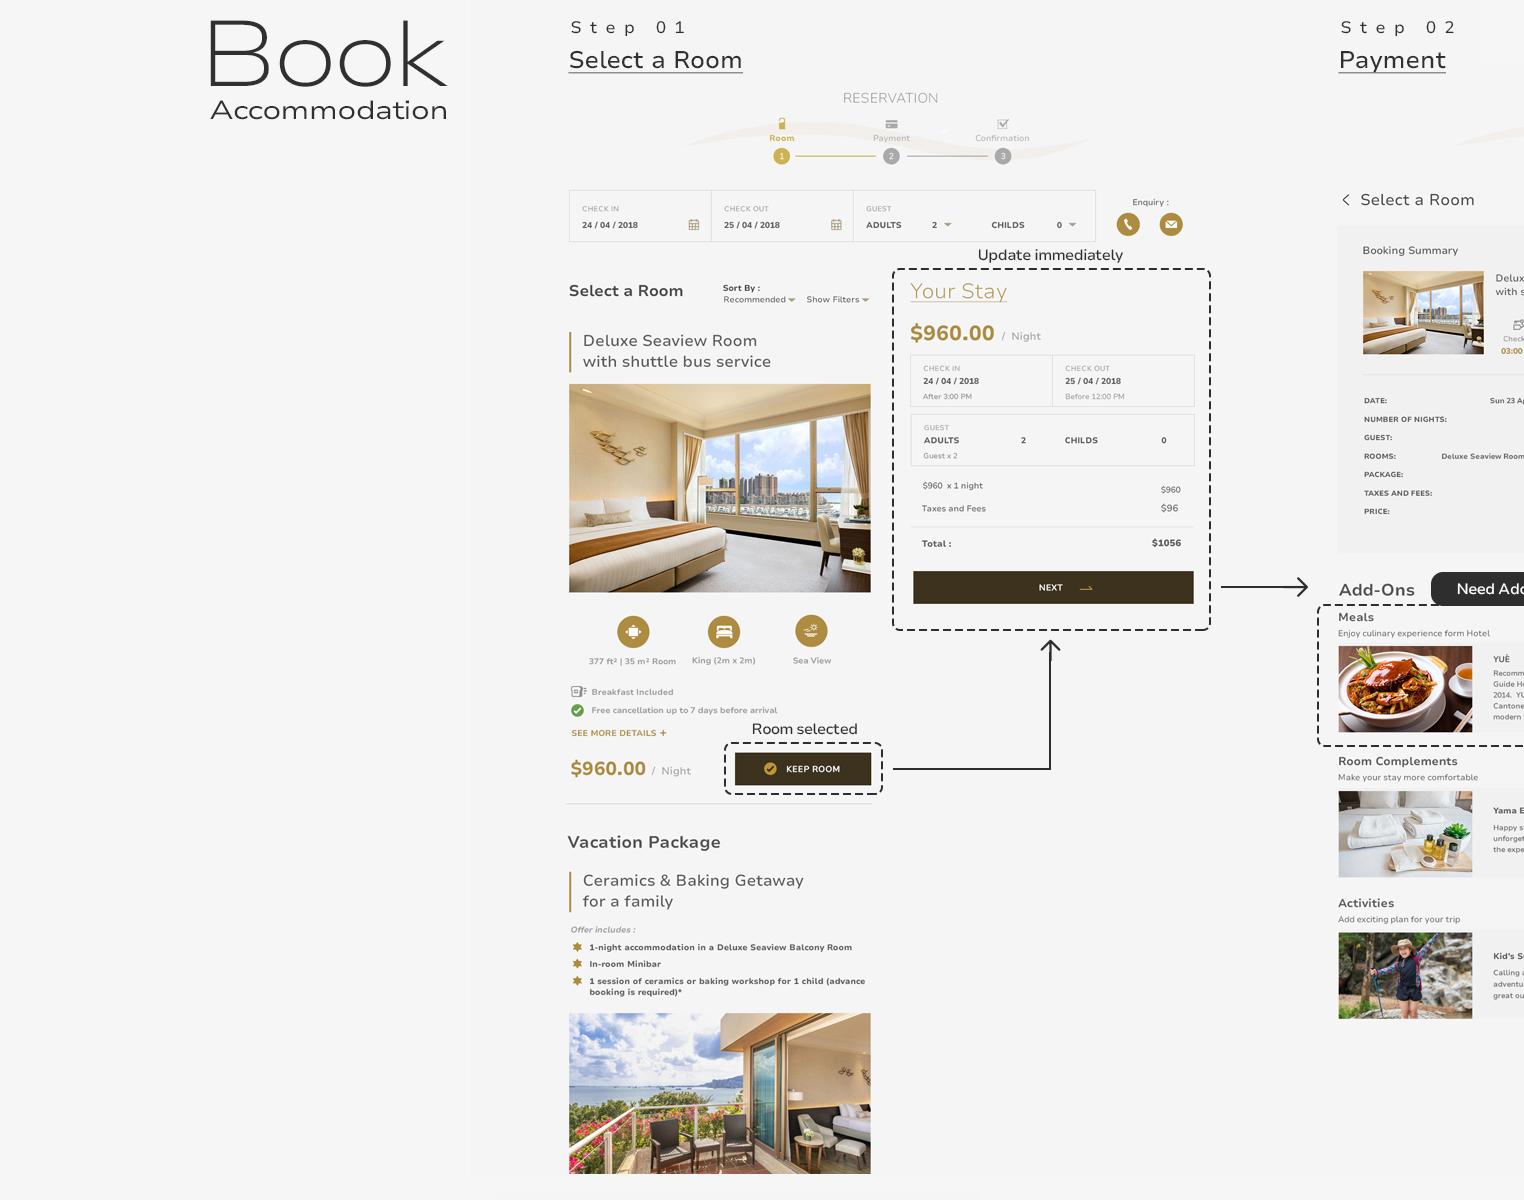 Book
Accommodation
Step 01
Select a Room
RESERVATION
Room
Payment
Confirmation
1
2
3
CHECK IN
24 / 04 / 2018
CHECK OUT
25 / 04 / 2018
GUEST
ADULTS 2 CHILDS 0
Enquiry :
Select a Room
Sort By :
Recommended Show Filters
Deluxe Seaview Room
with shuttle bus service
377 ft² | 35 m² Room
King (2m x 2m)
Sea View
Breakfast Included
Free cancellation up to 7 days before arrival
SEE MORE DETAILS +
$960.00 / Night
Room selected
KEEP ROOM
Update immediately
Your Stay
$960.00 / Night
CHECK IN
24 / 04 / 2018
After 3:00 PM
CHECK OUT
25 / 04 / 2018
Before 12:00 PM
GUEST
ADULTS 2 CHILDS 0
Guest x 2
$960 x 1 night $960
Taxes and Fees $96
Total : $1056
NEXT
Vacation Package
Ceramics & Baking Getaway
for a family
Offer includes :
1-night accommodation in a Deluxe Seaview Balcony Room
In-room Minibar
1 session of ceramics or baking workshop for 1 child (advance
booking is required)*
Step 02
Payment
Select a Room
Booking Summary
Delux
with s
Check
03:00
DATE: Sun 23 Ap
NUMBER OF NIGHTS:
GUEST:
ROOMS: Deluxe Seaview Room
PACKAGE:
TAXES AND FEES:
PRICE:
Add-Ons
Need Add
Meals
Enjoy culinary experience form Hotel
YUÈ
Recomm
Guide Ho
2014. YU
Cantone
modern
Room Complements
Make your stay more comfortable
Yama E
Happy s
unforget
the expe
Activities
Add exciting plan for your trip
Kid's S
Calling a
adventu
great ou